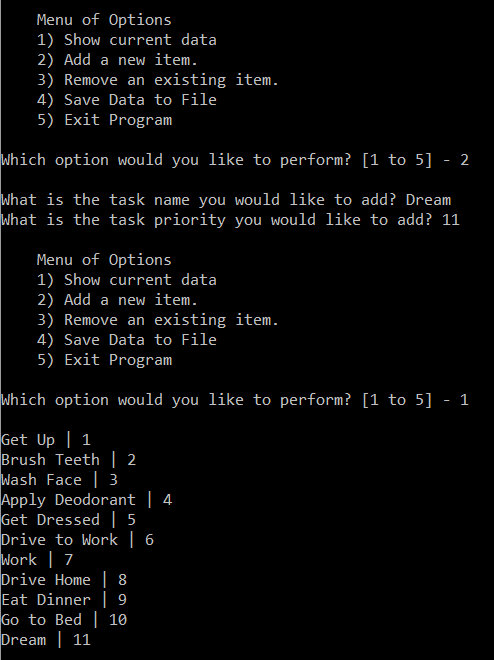 Menu of Options
1) Show current data
2) Add a new item.
3) Remove an existing item.
4) Save Data to File
5) Exit Program
Which option would you like to perform? [1 to 5] - 2
What is the task name you would like to add? Dream
What is the task priority you would like to add? 11
Menu of Options
1) Show current data
2) Add a new item.
3) Remove an existing item.
4) Save Data to File
5) Exit Program
Which option would you like to perform? [1 to 5] - 1
Get Up | 1
Brush Teeth | 2
Wash Face | 3
Apply Deodorant | 4
Get Dressed | 5
Drive to Work | 6
Work | 7
Drive Home | 8
Eat Dinner | 9
Go to Bed | 10
Dream | 11